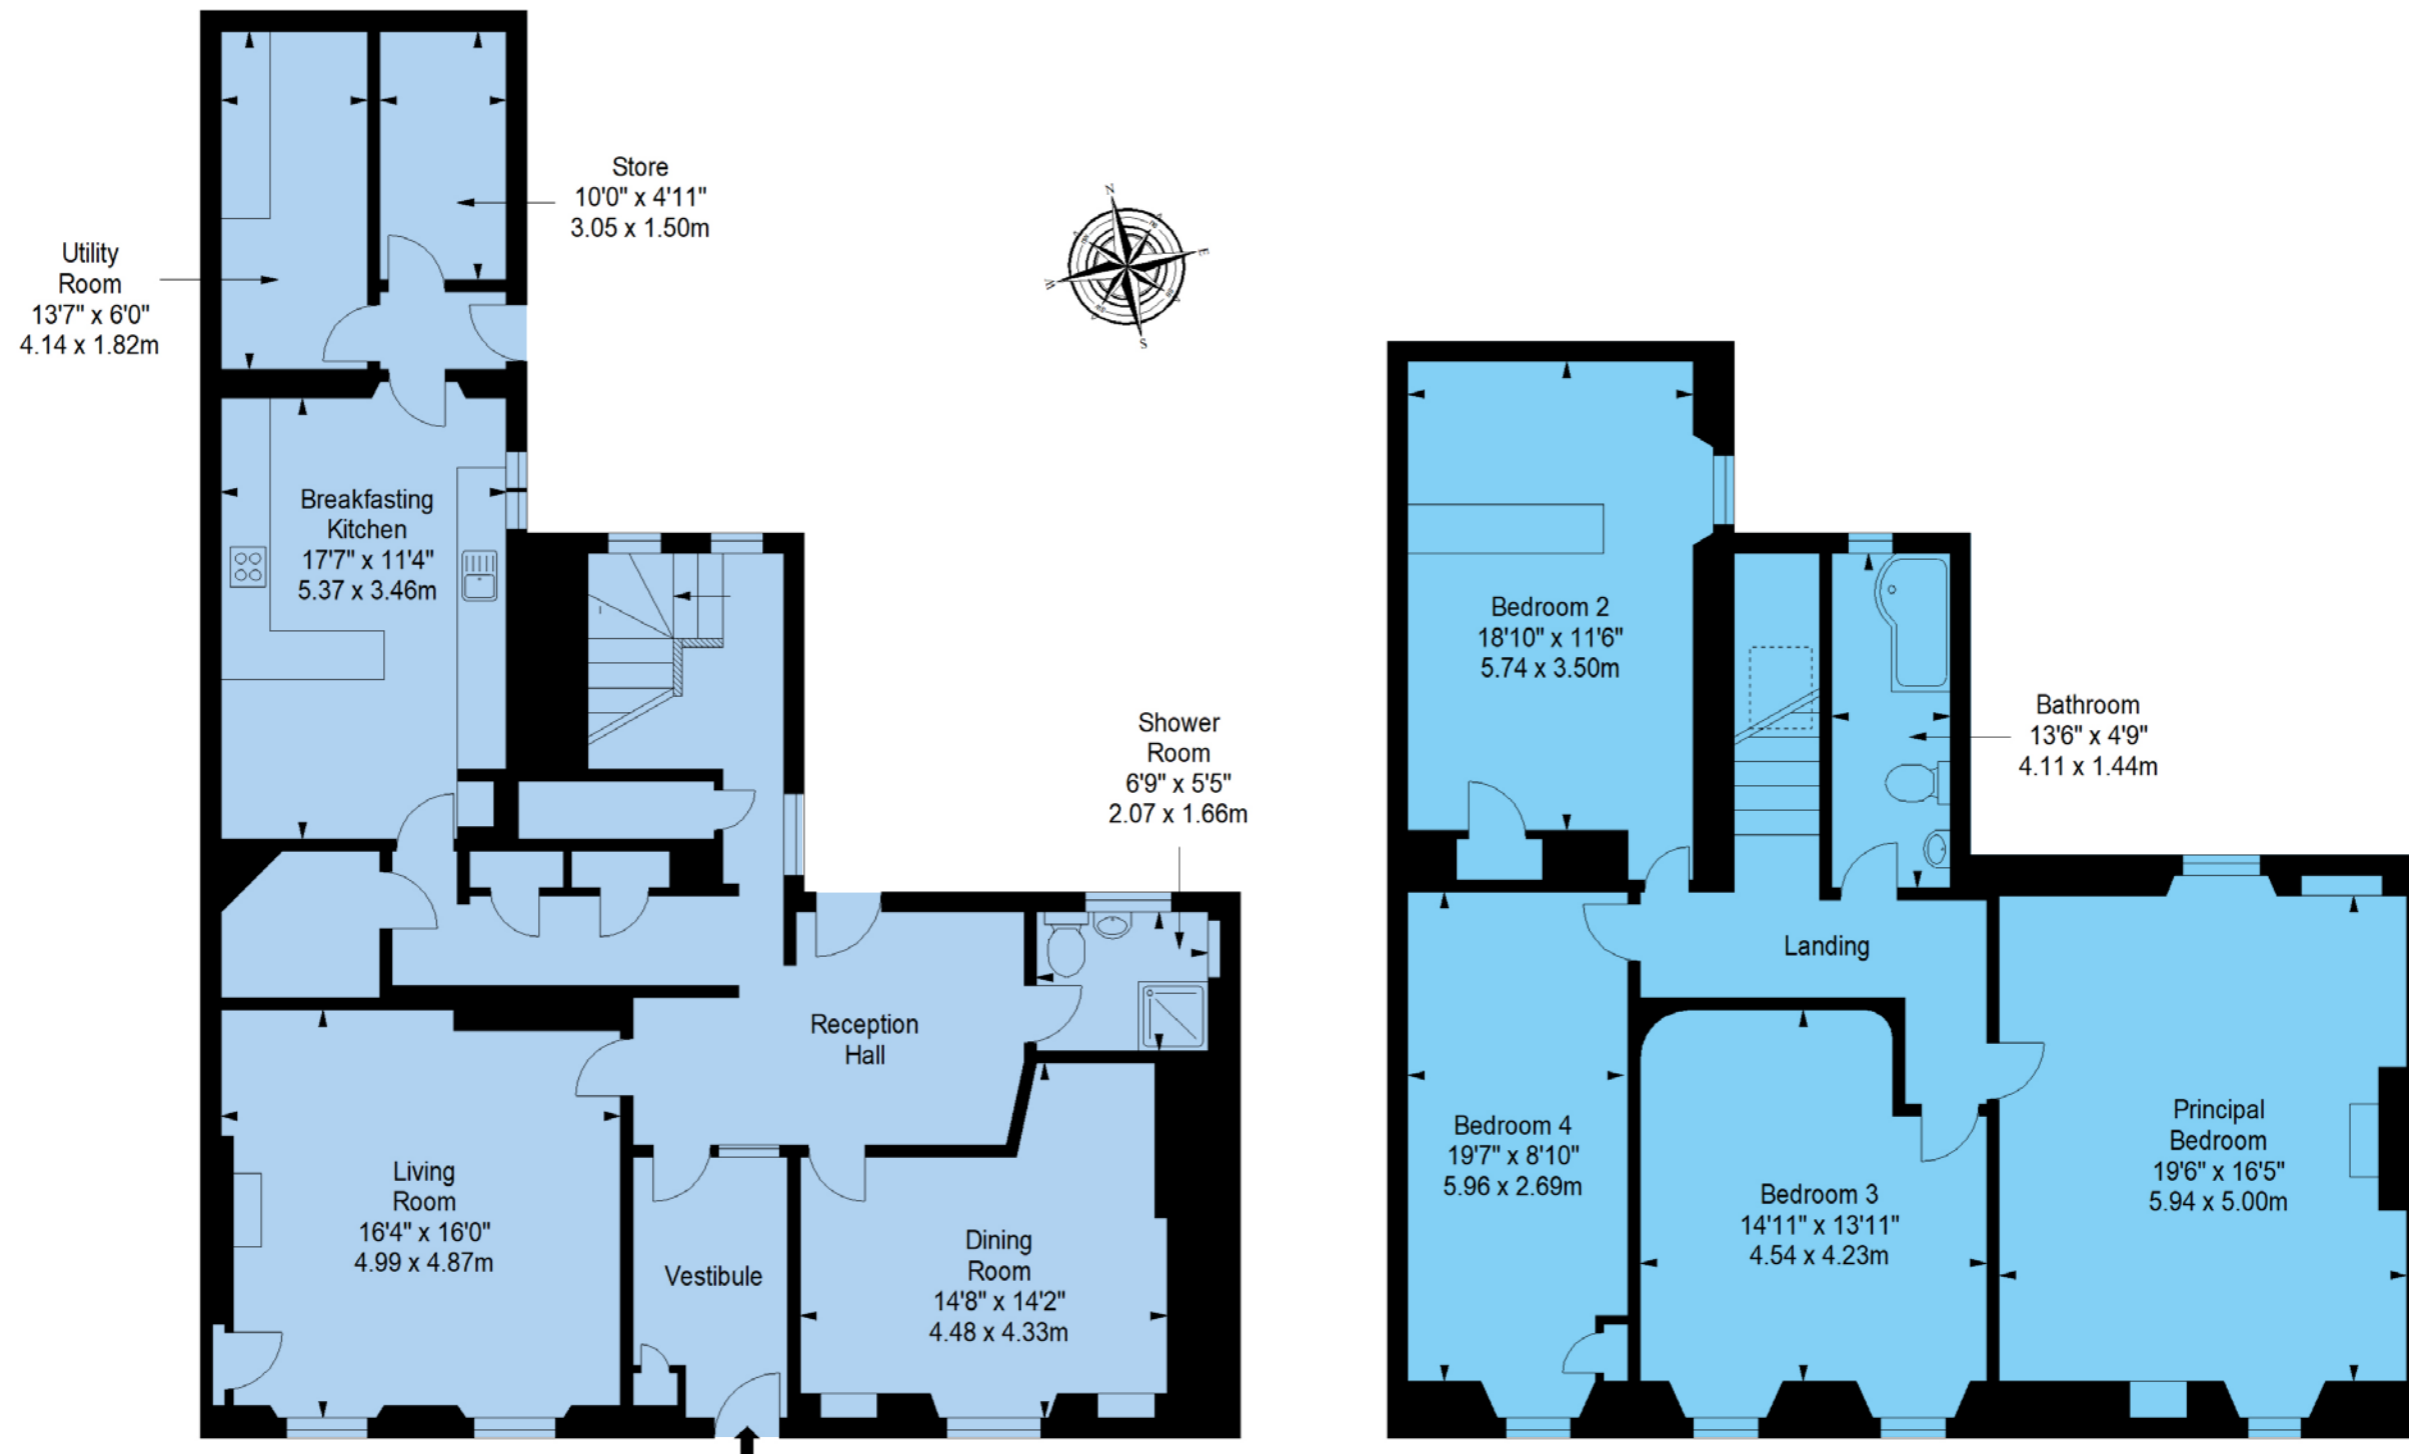 Store
10'0" x 4'11"
3.05 x 1.50m
Utility
Room
13'7" x 6'0"
4.14 x 1.82m
N
E
S
W
Breakfasting
Kitchen
17'7" x 11'4"
5.37 x 3.46m
Shower
Room
6'9" x 5'5"
2.07 x 1.66m
Reception
Hall
Living
Room
16'4" x 16'0"
4.99 x 4.87m
Vestibule
Dining
Room
14'8" x 14'2"
4.48 x 4.33m
Bedroom 2
18'10" x 11'6"
5.74 x 3.50m
Bathroom
13'6" x 4'9"
4.11 x 1.44m
Landing
Bedroom 4
19'7" x 8'10"
5.96 x 2.69m
Bedroom 3
14'11" x 13'11"
4.54 x 4.23m
Principal
Bedroom
19'6" x 16'5"
5.94 x 5.00m